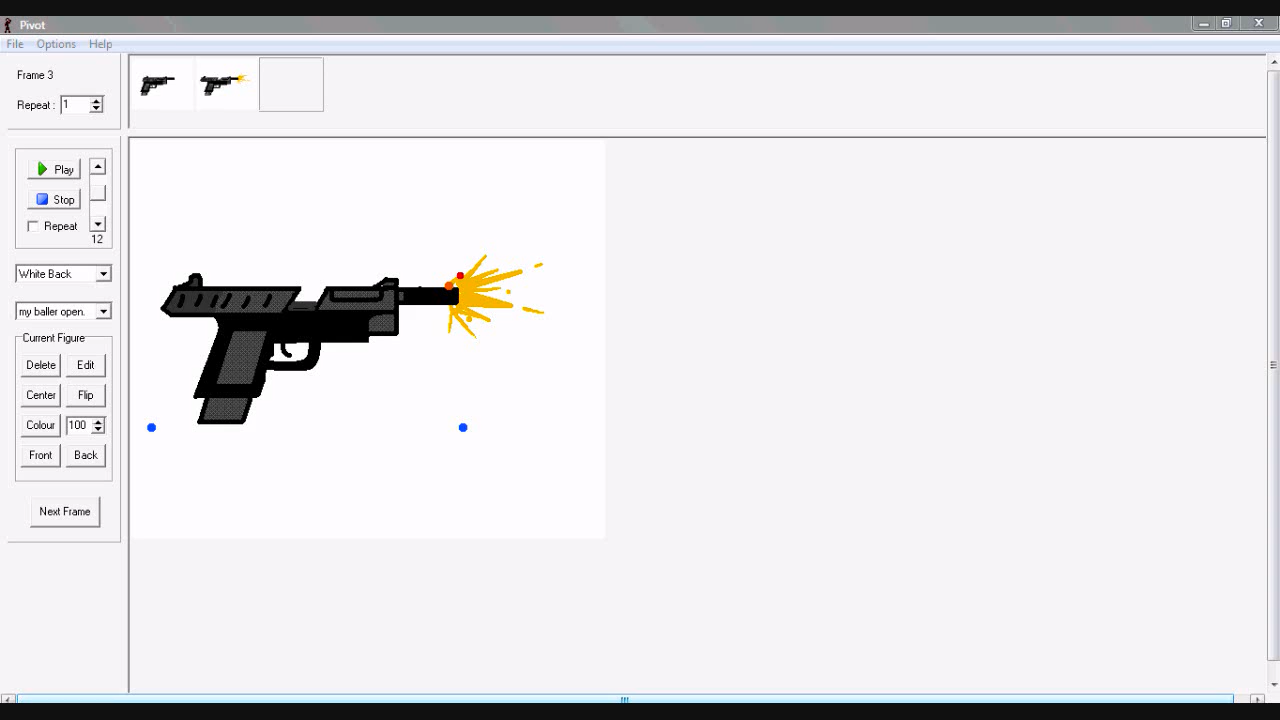 Pivot
File Options Help
Frame 3
Repeat : 1
Play
Stop
Repeat
12
White Back
my baller open.
Current Figure
Delete Edit
Center Flip
Colour 100
Front Back
Next Frame